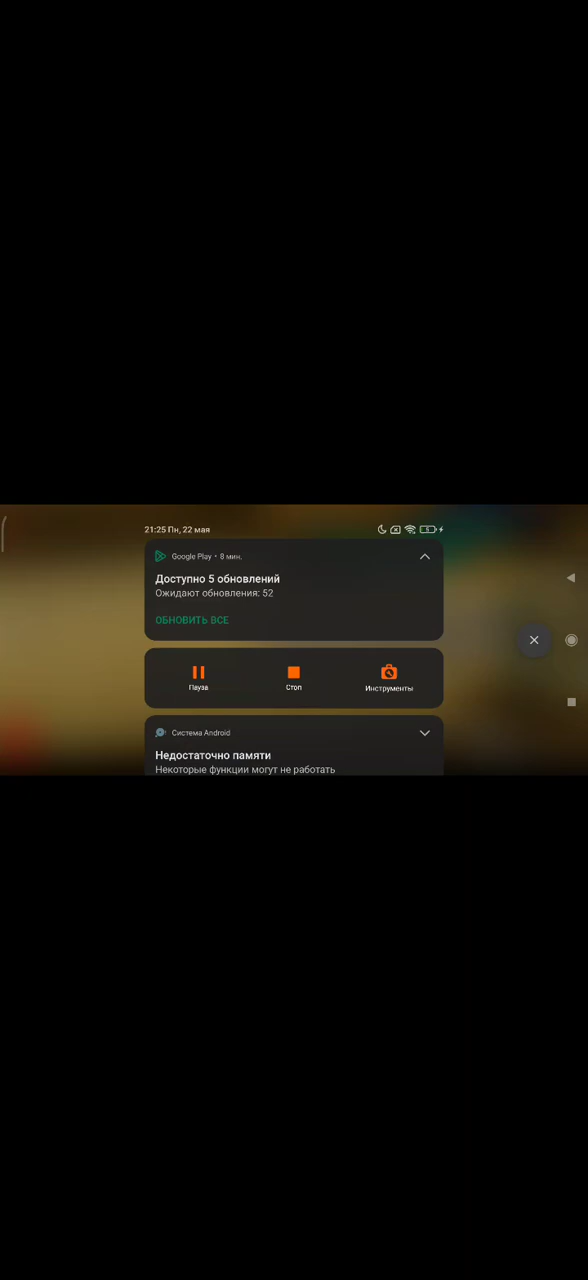 21:25 Пн, 22 мая
5
Google Play • 8 мин.
Доступно 5 обновлений
Ожидают обновления: 52
ОБНОВИТЬ ВСЕ
Пауза
Стоп
Инструменты
Система Android
Недостаточно памяти
Некоторые функции могут не работать